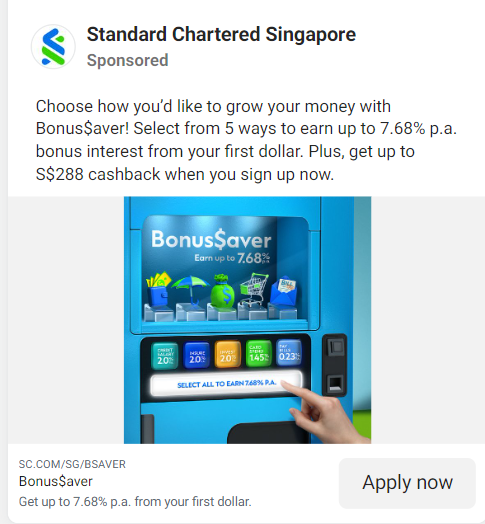 Standard Chartered Singapore
Sponsored
Choose how you'd like to grow your money with
Bonus$aver! Select from 5 ways to earn up to 7.68% p.a.
bonus interest from your first dollar. Plus, get up to
S$288 cashback when you sign up now.
Bonus$aver
Earn up to 7.68% p.a.
BILL
CREDIT SALARY 2.0%
INSURE 2.0%
INVEST 2.0%
CARD SPEND 1.45%
PAY BILLS 0.23%
SELECT ALL TO EARN 7.68% P.A.
SC.COM/SG/BSAVER
Bonus$aver
Get up to 7.68% p.a. from your first dollar.
Apply now